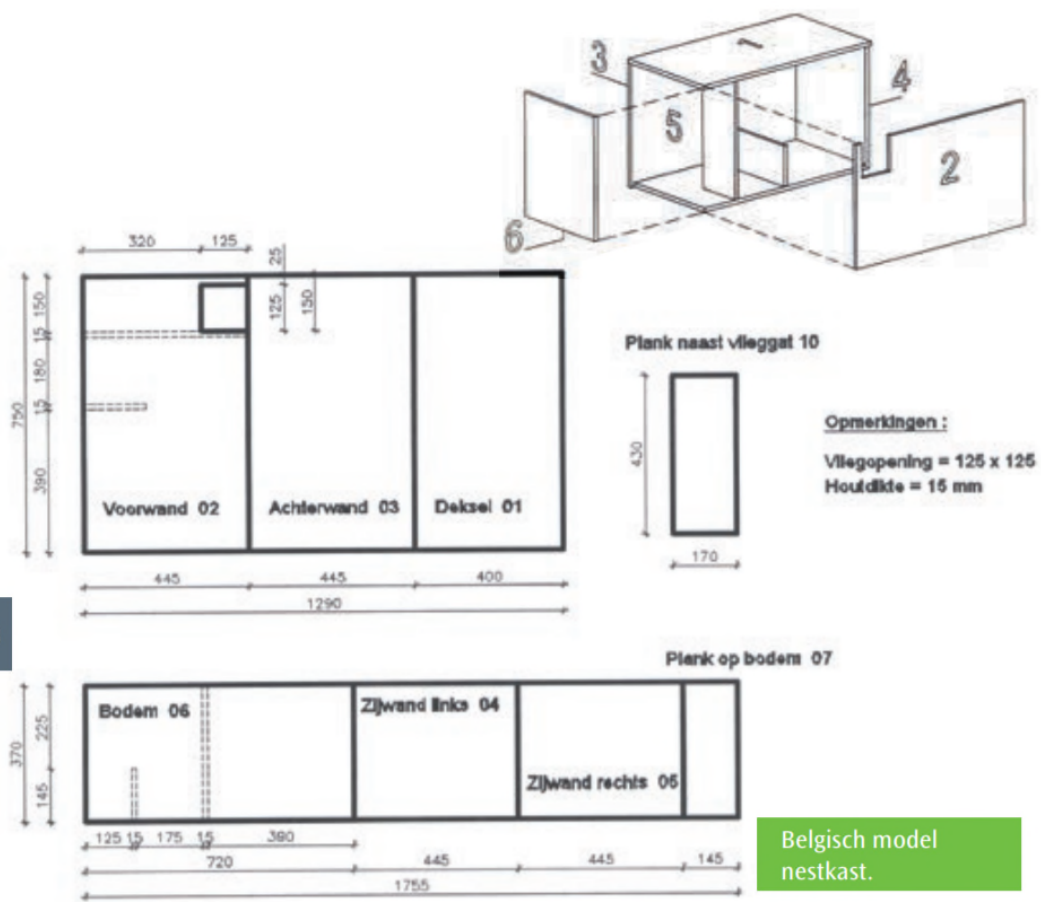 1
3
4
5
2
6
320
125
25
125
150
750
150
15
180
15
390
Voorwand 02
Achterwand 03
Deksel 01
445
445
400
1290
Plank naast vlieggat 10
430
170
Opmerkingen :
Vliegopening = 125 x 125
Houtdikte = 15 mm
Plank op bodem 07
370
225
145
Bodem 06
Zijwand links 04
Zijwand rechts 05
125 15 175 15 390
720
445
445
145
1755
Belgisch model
nestkast.